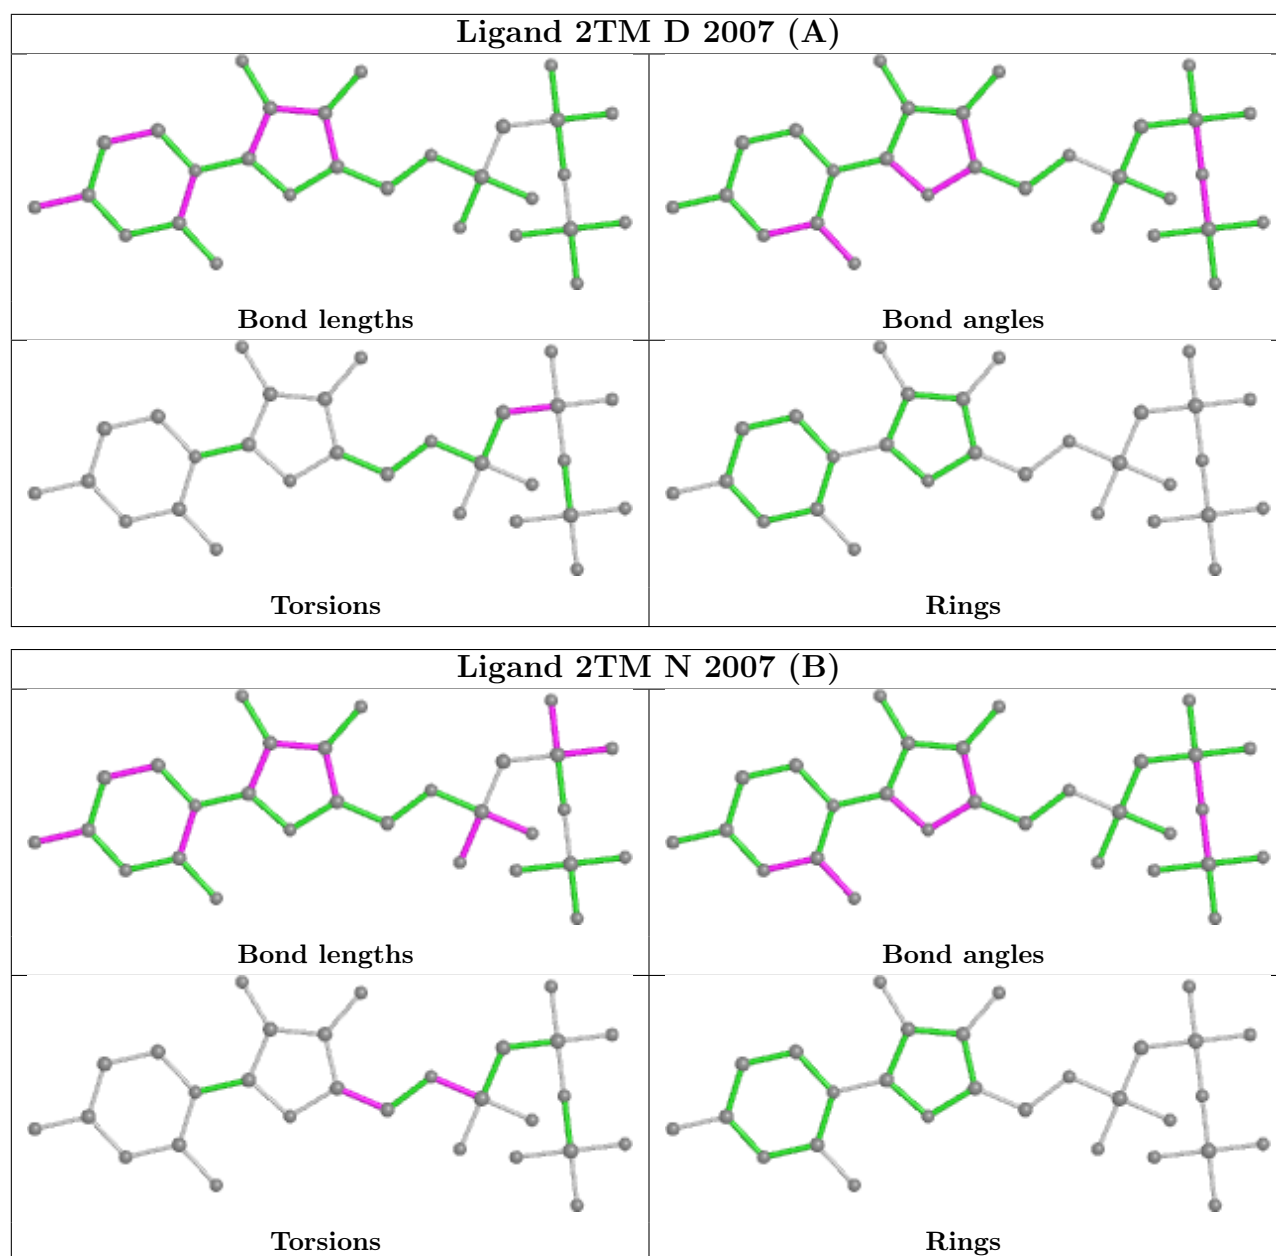 Ligand 2TM D 2007 (A)
Bond lengths
Bond angles
Torsions
Rings
Ligand 2TM N 2007 (B)
Bond lengths
Bond angles
Torsions
Rings